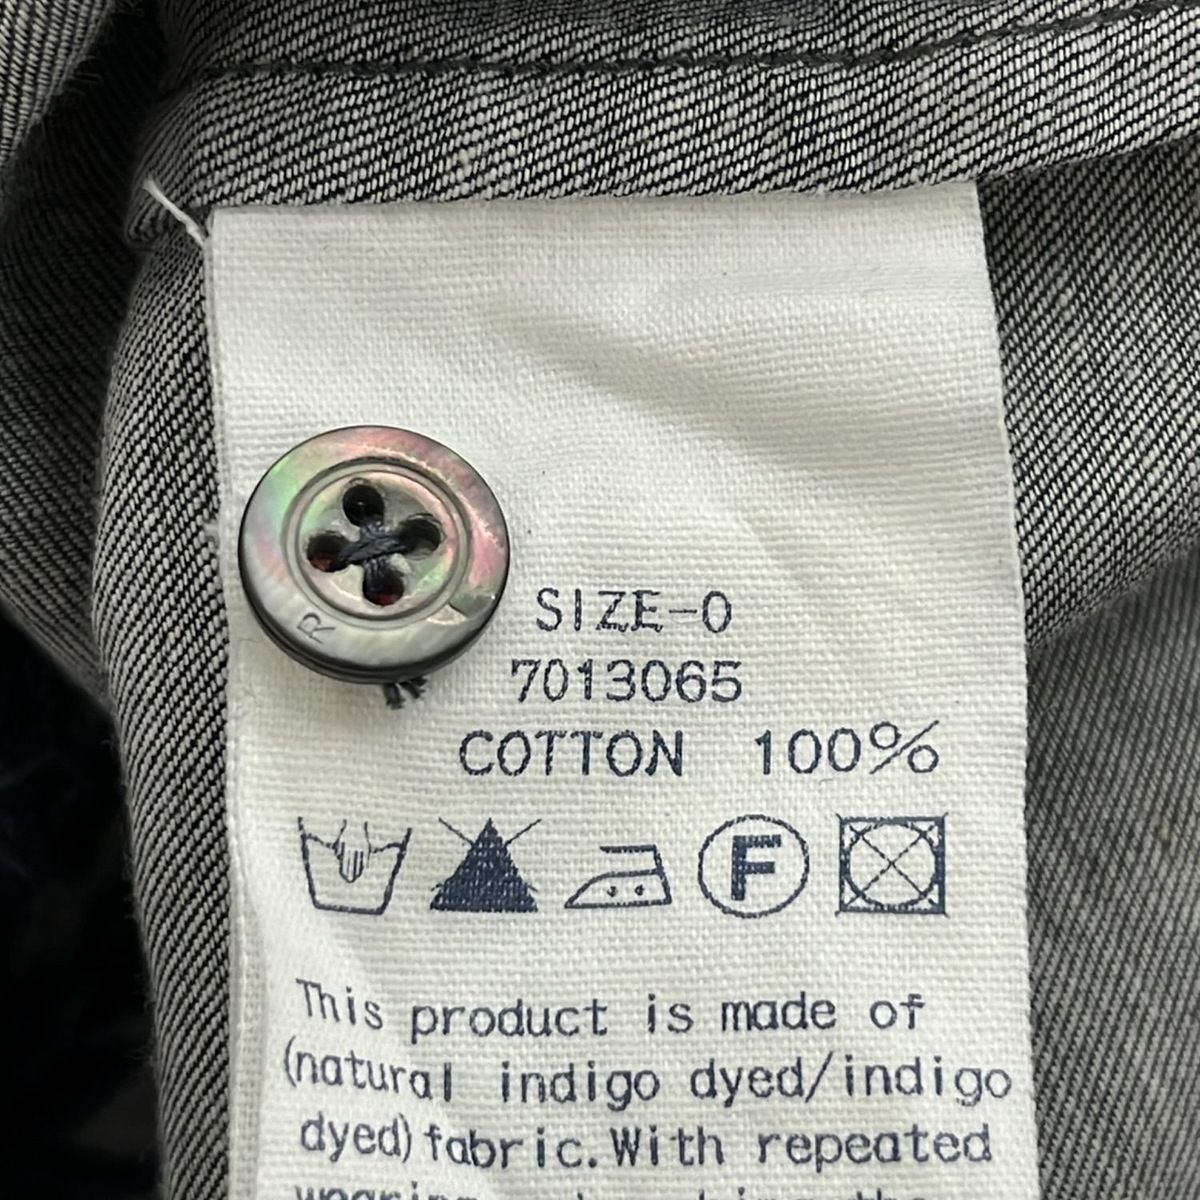 R
SIZE-0
7013065
COTTON 100%
F
This product is made of
(natural indigo dyed/indigo
dyed) fabric. With repeated